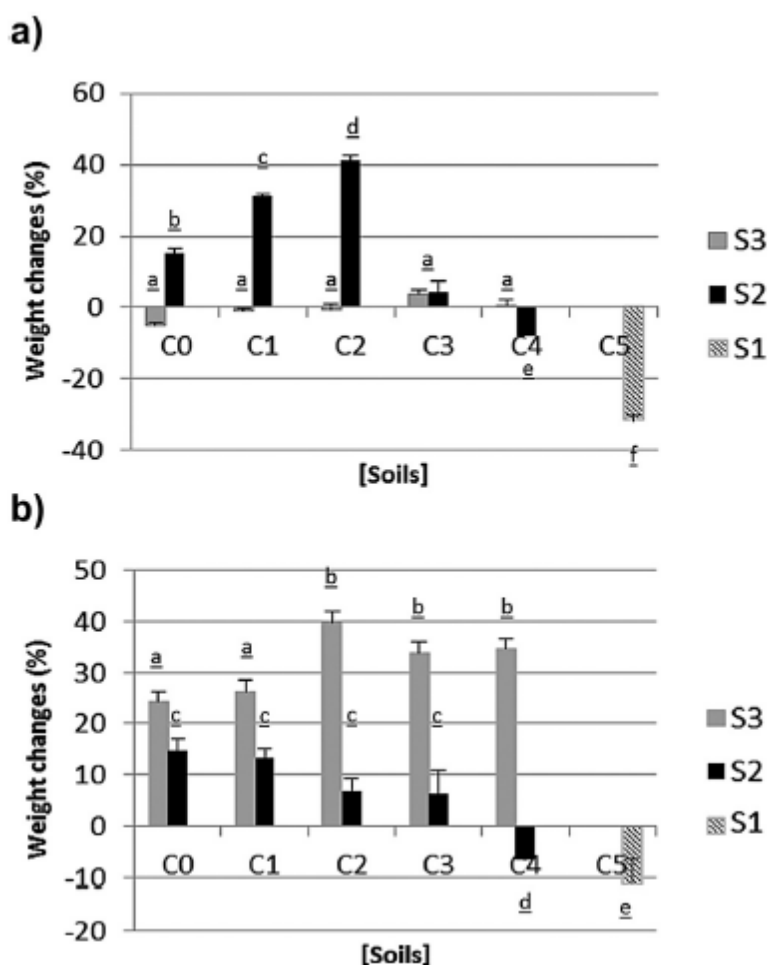 a)
60
40
20
0
-20
-40
Weight changes (%)
a b a c a d a a e f
C0 C1 C2 C3 C4 C5
[Soils]
S3
S2
S1
b)
50
40
30
20
10
0
-10
-20
Weight changes (%)
a c a c b c b c b d e
C0 C1 C2 C3 C4 C5
[Soils]
S3
S2
S1